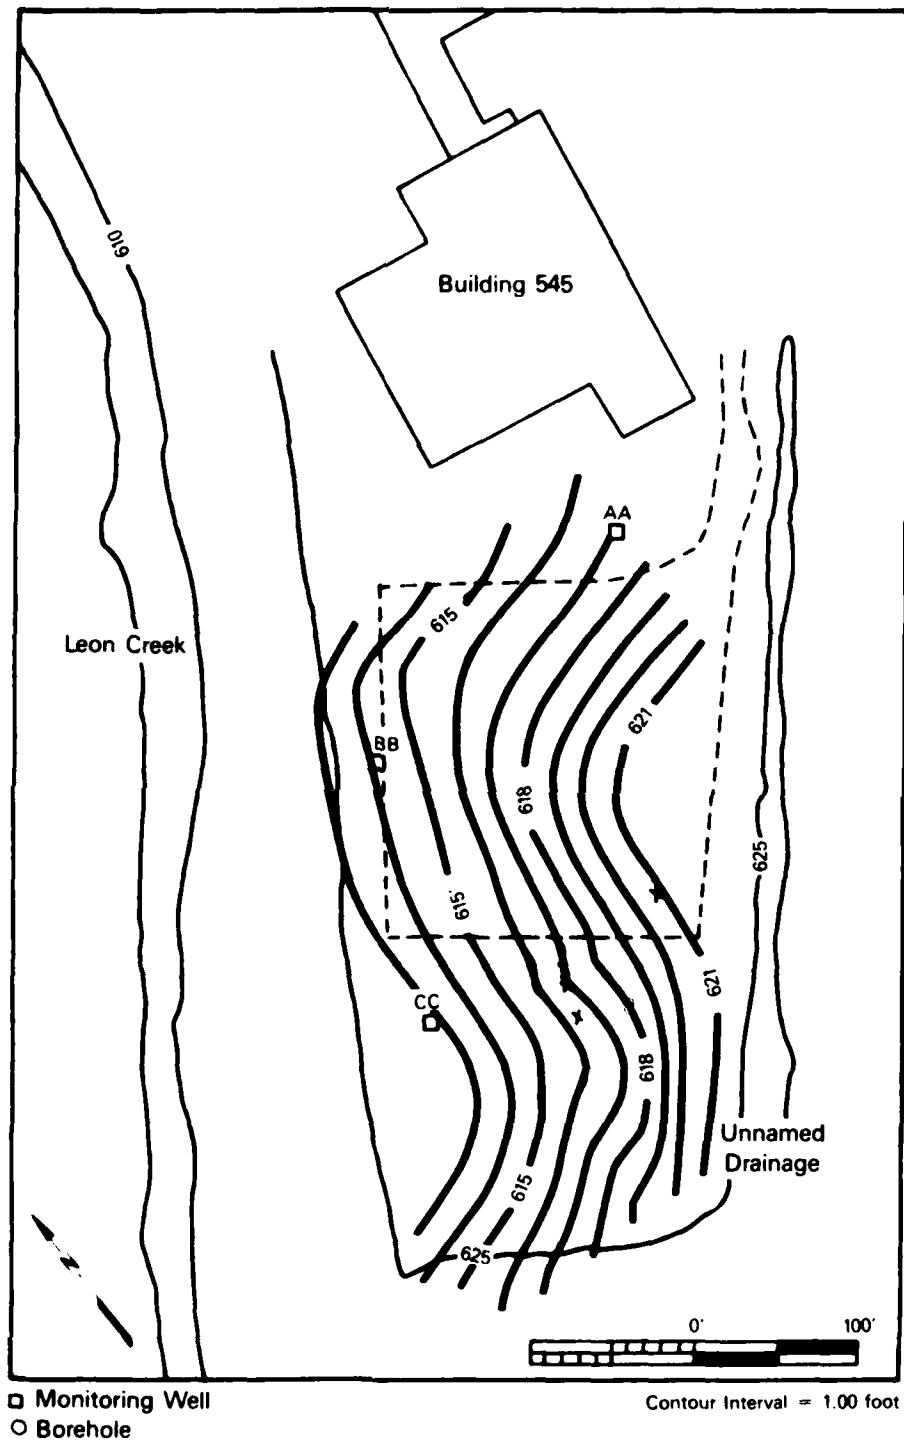 610
Building 545
AA
615
Leon Creek
621
BB
618
625
615
621
CC
618
Unnamed
Drainage
615
625
N
0'
100'
Monitoring Well
Contour Interval = 1.00 foot
Borehole